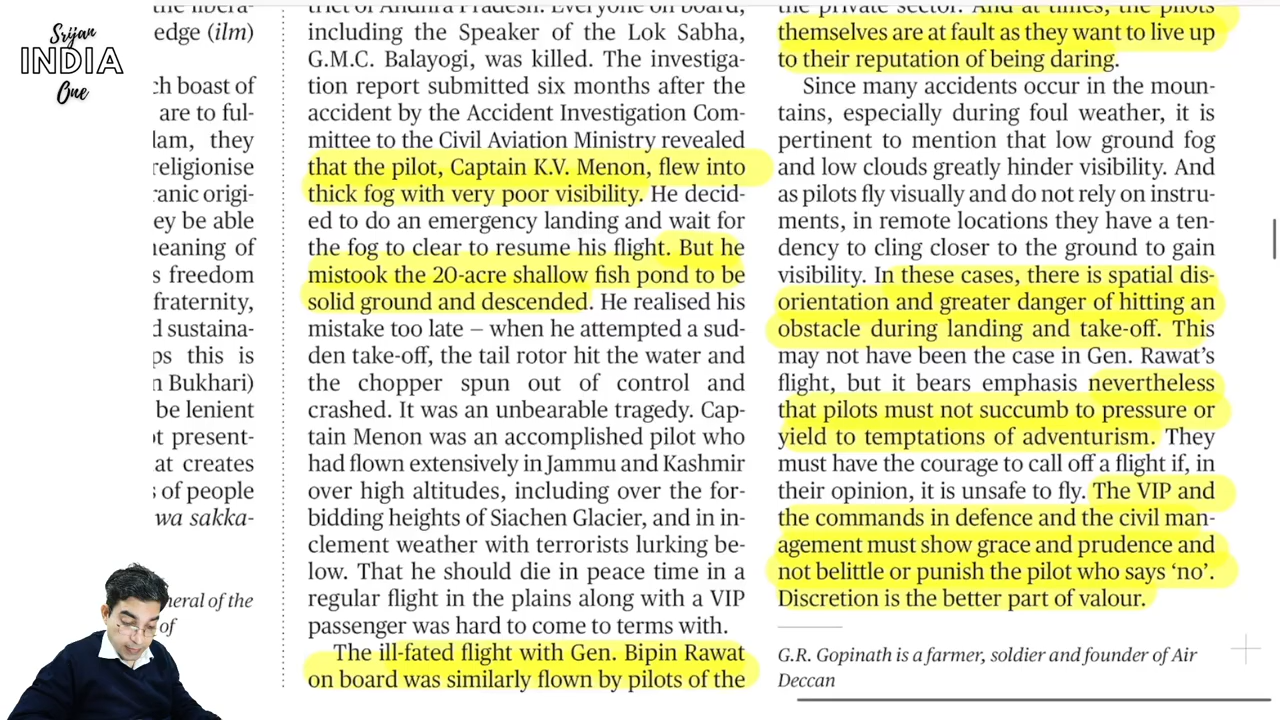 Srijan
INDIA
One
the libera-
edge (ilm)
ch boast of
are to ful-
lam, they
religionise
ranic origi-
ey be able
neaning of
s freedom
fraternity,
d sustaina-
ps this is
n Bukhari)
be lenient
ot present-
at creates
s of people
wa sakka-
neral of the
of
trict of Andhra Pradesh. Everyone on board,
including the Speaker of the Lok Sabha,
G.M.C. Balayogi, was killed. The investiga-
tion report submitted six months after the
accident by the Accident Investigation Com-
mittee to the Civil Aviation Ministry revealed
that the pilot, Captain K.V. Menon, flew into
thick fog with very poor visibility. He decid-
ed to do an emergency landing and wait for
the fog to clear to resume his flight. But he
mistook the 20-acre shallow fish pond to be
solid ground and descended. He realised his
mistake too late – when he attempted a sud-
den take-off, the tail rotor hit the water and
the chopper spun out of control and
crashed. It was an unbearable tragedy. Cap-
tain Menon was an accomplished pilot who
had flown extensively in Jammu and Kashmir
over high altitudes, including over the for-
bidding heights of Siachen Glacier, and in in-
clement weather with terrorists lurking be-
low. That he should die in peace time in a
regular flight in the plains along with a VIP
passenger was hard to come to terms with.
The ill-fated flight with Gen. Bipin Rawat
on board was similarly flown by pilots of the
the private sector. And at times, the pilots
themselves are at fault as they want to live up
to their reputation of being daring.
Since many accidents occur in the moun-
tains, especially during foul weather, it is
pertinent to mention that low ground fog
and low clouds greatly hinder visibility. And
as pilots fly visually and do not rely on instru-
ments, in remote locations they have a ten-
dency to cling closer to the ground to gain
visibility. In these cases, there is spatial dis-
orientation and greater danger of hitting an
obstacle during landing and take-off. This
may not have been the case in Gen. Rawat's
flight, but it bears emphasis nevertheless
that pilots must not succumb to pressure or
yield to temptations of adventurism. They
must have the courage to call off a flight if, in
their opinion, it is unsafe to fly. The VIP and
the commands in defence and the civil man-
agement must show grace and prudence and
not belittle or punish the pilot who says 'no'.
Discretion is the better part of valour.
G.R. Gopinath is a farmer, soldier and founder of Air
Deccan